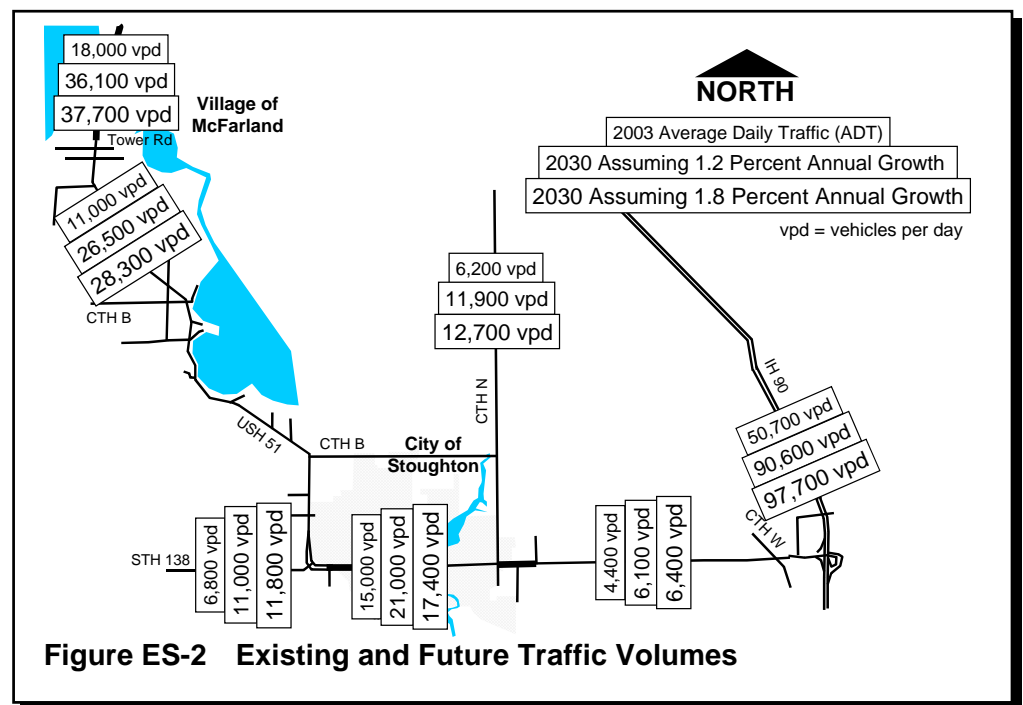 18,000 vpd
36,100 vpd
37,700 vpd
Village of
McFarland
Tower Rd
NORTH
2003 Average Daily Traffic (ADT)
2030 Assuming 1.2 Percent Annual Growth
2030 Assuming 1.8 Percent Annual Growth
vpd = vehicles per day
11,000 vpd
26,500 vpd
28,300 vpd
CTH B
6,200 vpd
11,900 vpd
12,700 vpd
CTH N
IH 90
50,700 vpd
90,600 vpd
97,700 vpd
CTH W
USH 51
CTH B
City of
Stoughton
STH 138
6,800 vpd
11,000 vpd
11,800 vpd
15,000 vpd
21,000 vpd
17,400 vpd
4,400 vpd
6,100 vpd
6,400 vpd
Figure ES-2 Existing and Future Traffic Volumes